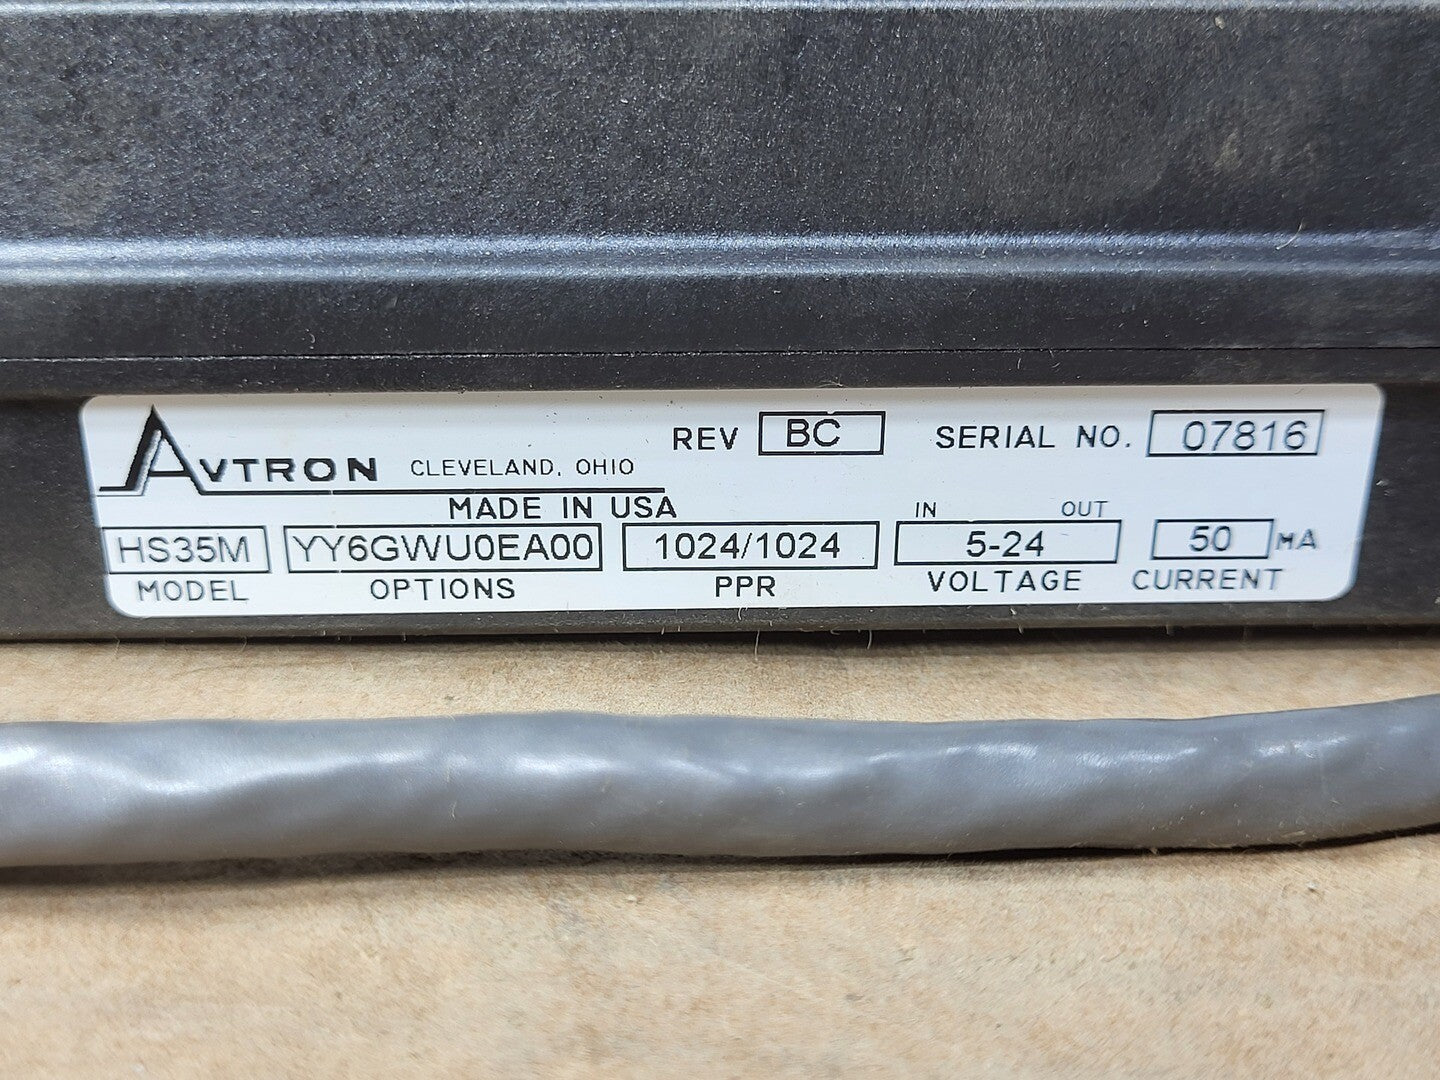 AVTRON CLEVELAND, OHIO REV BC SERIAL NO. 07816
MADE IN USA IN OUT
HS35M YY6GWU0EA00 1024/1024 5-24 50 MA
MODEL OPTIONS PPR VOLTAGE CURRENT